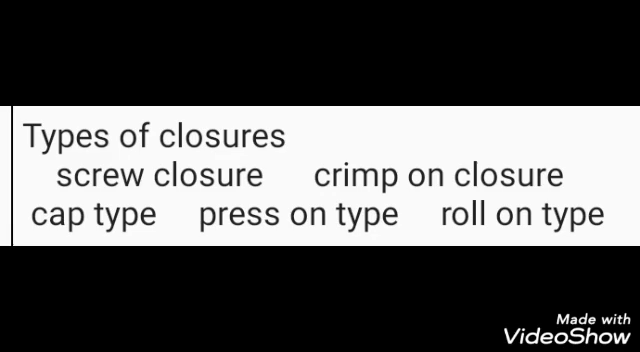 Types of closures
screw closure crimp on closure
cap type press on type roll on type
Made with
VideoShow